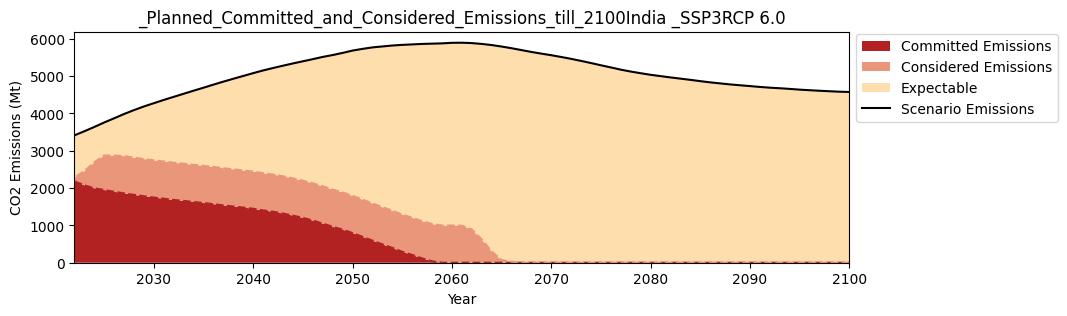 _Planned_Committed_and_Considered_Emissions_till_2100India _SSP3RCP 6.0
CO2 Emissions (Mt)
6000
5000
4000
3000
2000
1000
0
2030 2040 2050 2060 2070 2080 2090 2100
Year
Committed Emissions
Considered Emissions
Expectable
Scenario Emissions